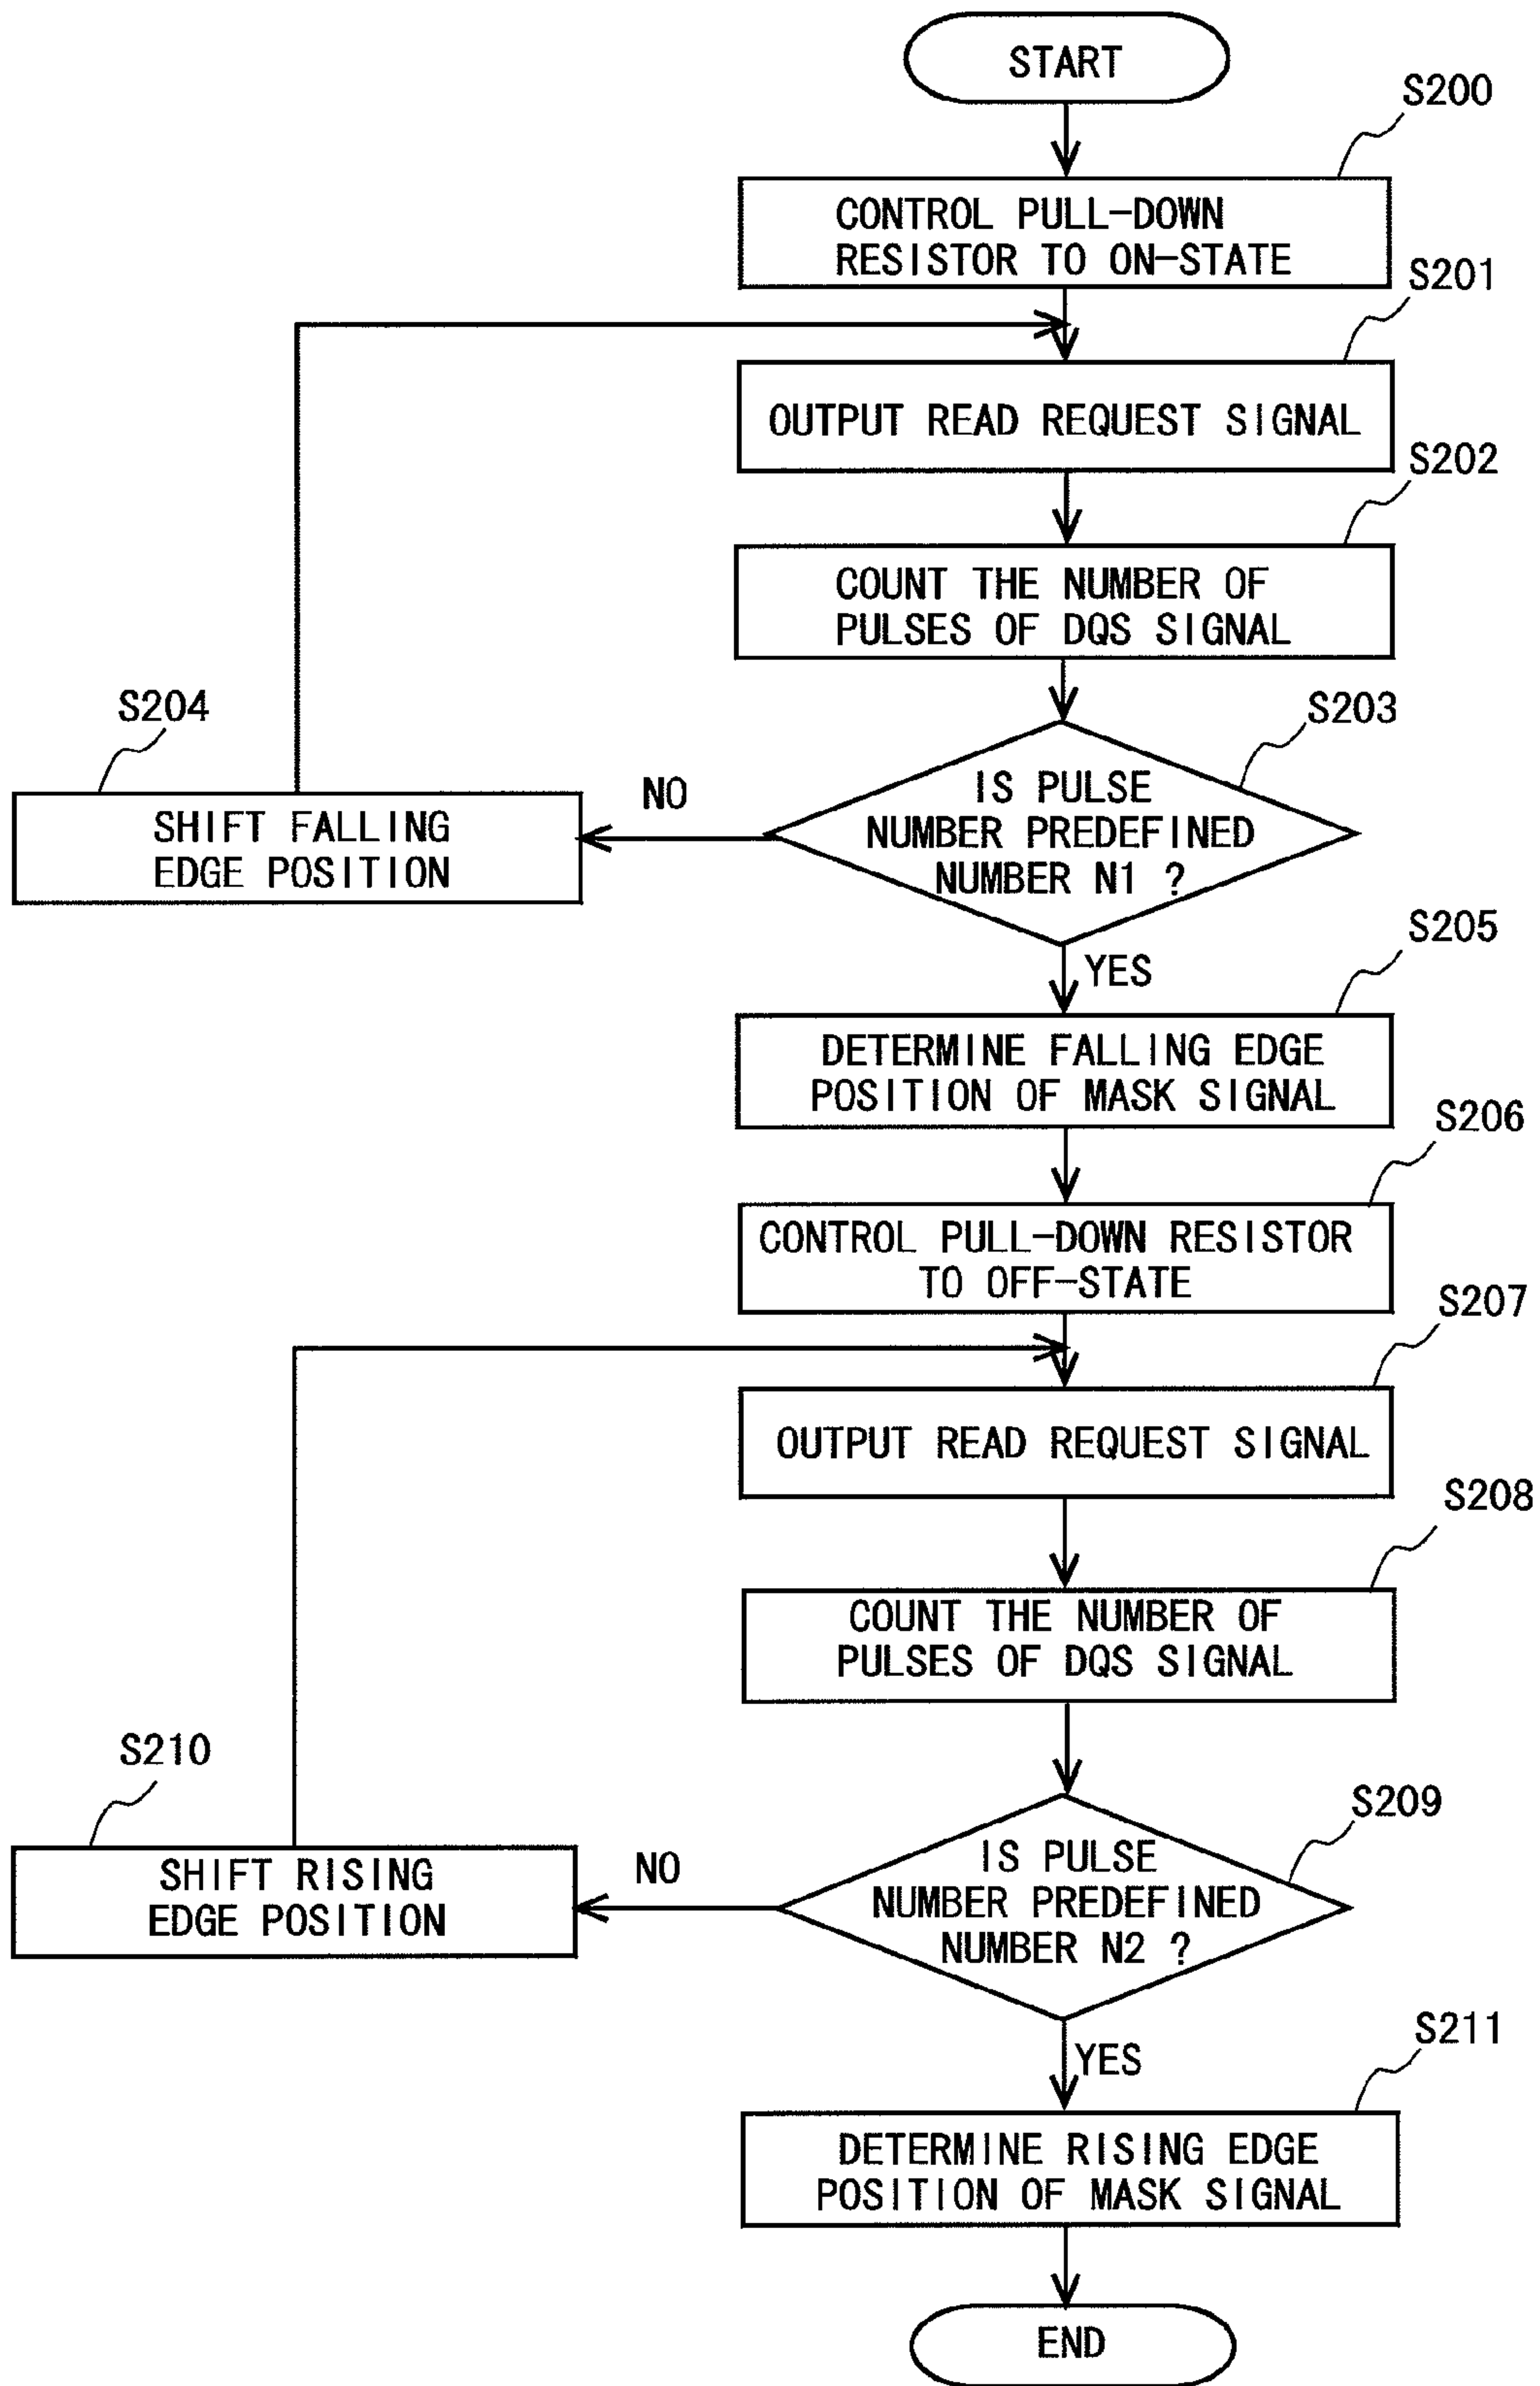 START
S200
CONTROL PULL-DOWN
RESISTOR TO ON-STATE
S201
OUTPUT READ REQUEST SIGNAL
S202
COUNT THE NUMBER OF
PULSES OF DQS SIGNAL
S203
IS PULSE
NUMBER PREDEFINED
NUMBER N1 ?
NO
S204
SHIFT FALLING
EDGE POSITION
YES
S205
DETERMINE FALLING EDGE
POSITION OF MASK SIGNAL
S206
CONTROL PULL-DOWN RESISTOR
TO OFF-STATE
S207
OUTPUT READ REQUEST SIGNAL
S208
COUNT THE NUMBER OF
PULSES OF DQS SIGNAL
S209
IS PULSE
NUMBER PREDEFINED
NUMBER N2 ?
NO
S210
SHIFT RISING
EDGE POSITION
YES
S211
DETERMINE RISING EDGE
POSITION OF MASK SIGNAL
END